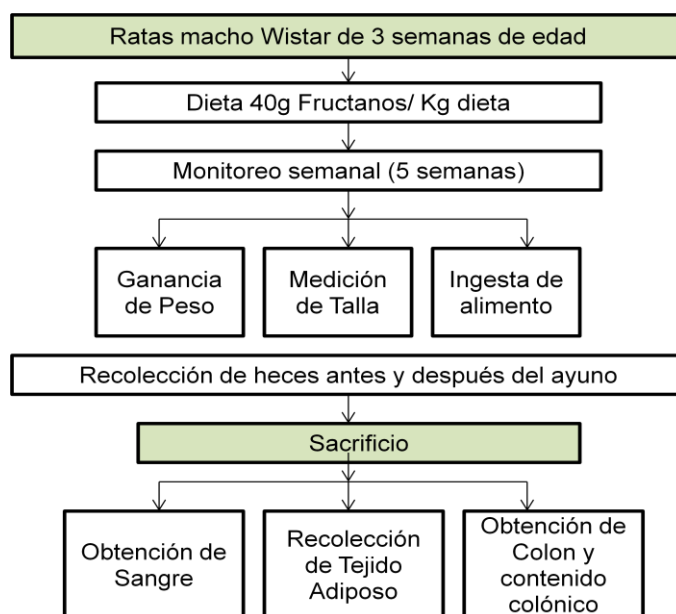 Ratas macho Wistar de 3 semanas de edad
Dieta 40g Fructanos/ Kg dieta
Monitoreo semanal (5 semanas)
Ganancia
de Peso
Medición
de Talla
Ingesta de
alimento
Recolección de heces antes y después del ayuno
Sacrificio
Obtención de
Sangre
Recolección
de Tejido
Adiposo
Obtención de
Colon y
contenido
colónico